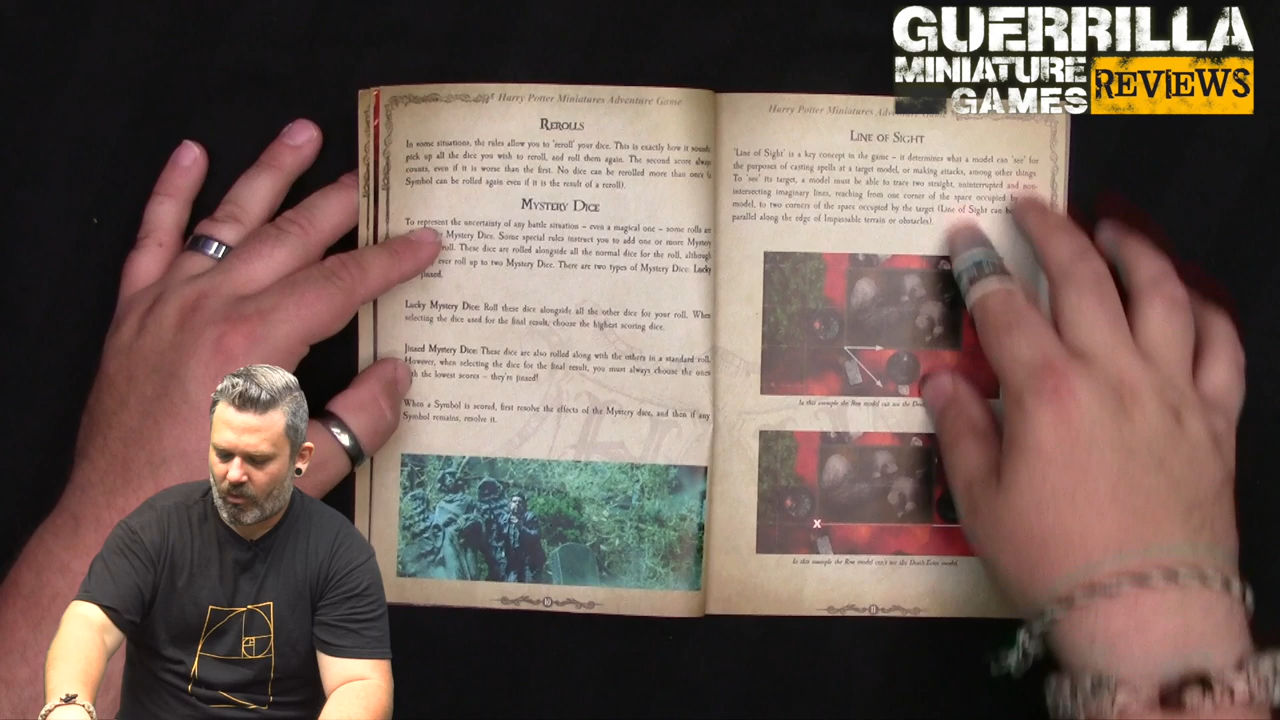 GUERRILLA
MINIATURE
GAMES
REVIEWS
Harry Potter Miniatures Adventure Game
REROLLS
In some situations, the rules allow you to 'reroll' your dice. This is exactly how it sounds:
pick up all the dice you wish to reroll, and roll them again. The second score always
counts, even if it is worse than the first. No dice can be rerolled more than once (a
Symbol can be rolled again even if it is the result of a reroll).
MYSTERY DICE
To represent the uncertainty of any battle situation – even a magical one – some rolls are
Mystery Dice. Some special rules instruct you to add one or more Mystery
roll. These dice are rolled alongside all the normal dice for the roll, although
ever roll up to two Mystery Dice. There are two types of Mystery Dice: Lucky
Jinxed.
Lucky Mystery Dice: Roll these dice alongside all the other dice for your roll. When
selecting the dice used for the final result, choose the highest scoring dice.
Jinxed Mystery Dice: These dice are also rolled along with the others in a standard roll.
However, when selecting the dice for the final result, you must always choose the ones
with the lowest scores – they're jinxed!
When a Symbol is scored, first resolve the effects of the Mystery dice, and then if any
Symbol remains, resolve it.
10
Harry Potter Miniatures Adventure Game
LINE OF SIGHT
'Line of Sight' is a key concept in the game – it determines what a model can 'see' for
the purposes of casting spells at a target model, or making attacks, among other things.
To 'see' its target, a model must be able to trace two straight, uninterrupted and non-
intersecting imaginary lines, reaching from one corner of the space occupied by
model, to two corners of the space occupied by the target (Line of Sight can be
parallel along the edge of Impassable terrain or obstacles).
In this example the Ron model can see the Dea
X
In this example the Ron model can't see the Death Eater model.
11